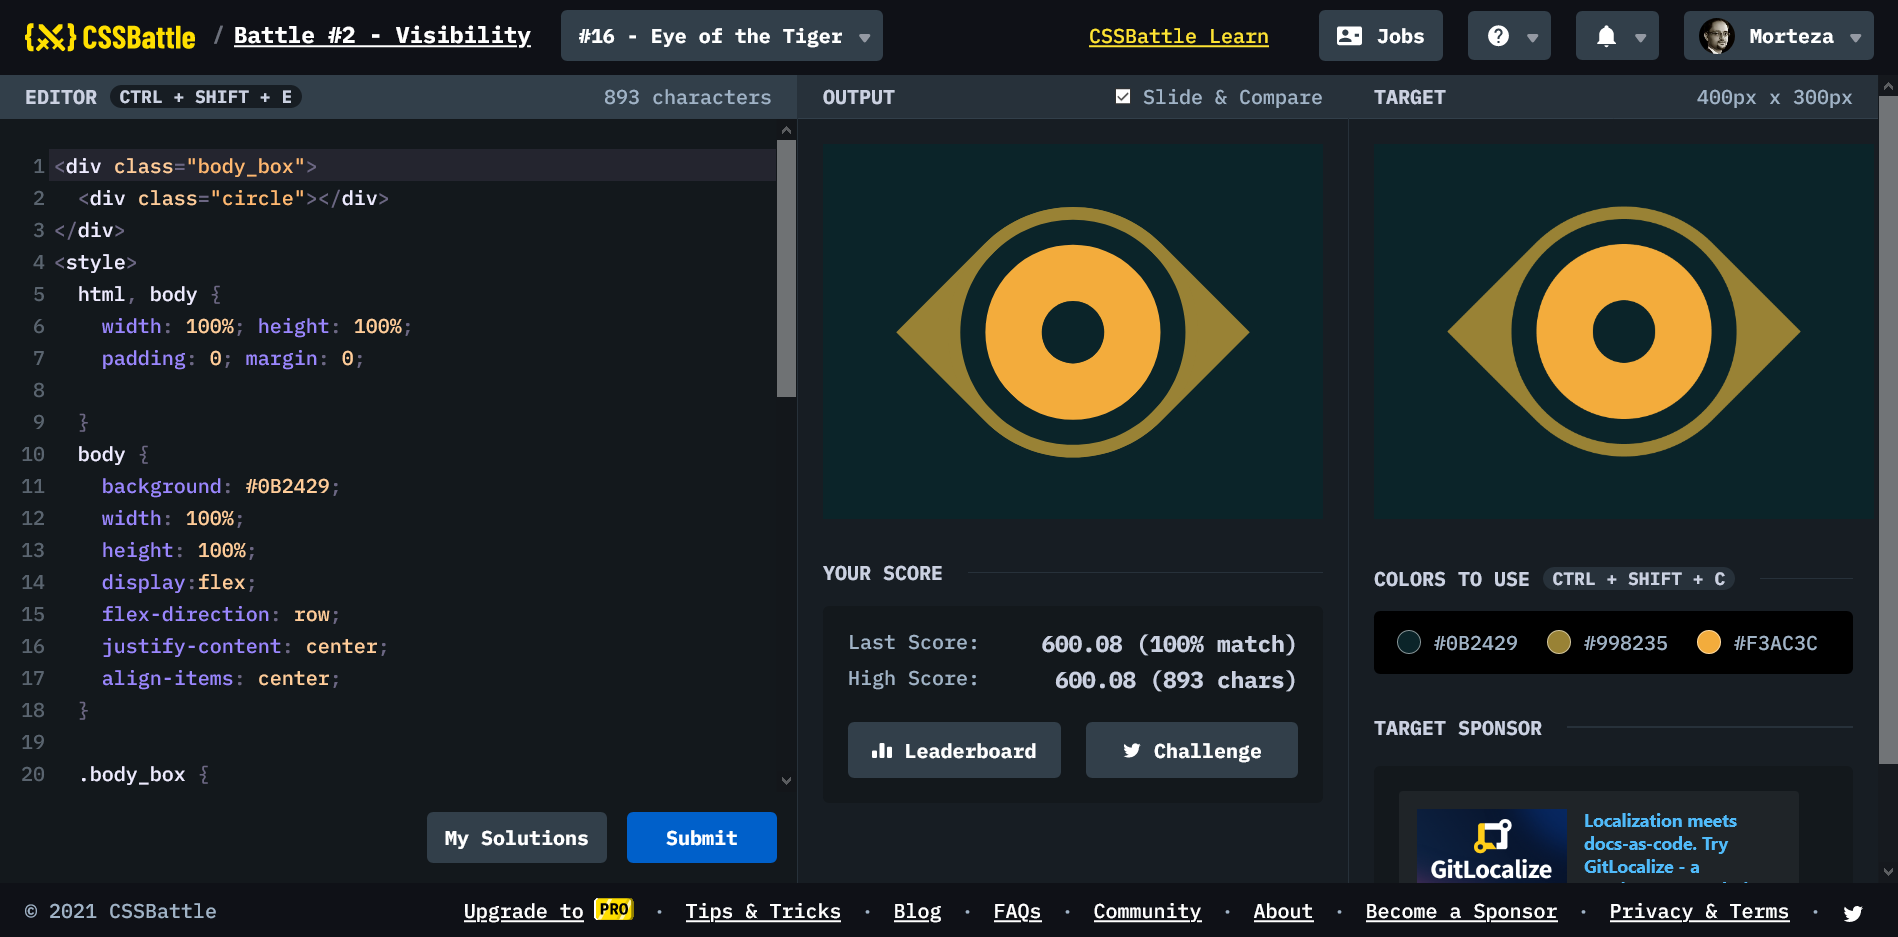 CSSBattle / Battle #2 - Visibility #16 - Eye of the Tiger CSSBattle Learn Jobs Morteza
EDITOR CTRL + SHIFT + E 893 characters
1 <div class="body_box">
2 <div class="circle"></div>
3 </div>
4 <style>
5 html, body {
6 width: 100%; height: 100%;
7 padding: 0; margin: 0;
8
9 }
10 body {
11 background: #0B2429;
12 width: 100%;
13 height: 100%;
14 display:flex;
15 flex-direction: row;
16 justify-content: center;
17 align-items: center;
18 }
19
20 .body_box {
My Solutions Submit
OUTPUT Slide & Compare
YOUR SCORE
Last Score: 600.08 (100% match)
High Score: 600.08 (893 chars)
Leaderboard Challenge
TARGET 400px x 300px
COLORS TO USE CTRL + SHIFT + C
#0B2429 #998235 #F3AC3C
TARGET SPONSOR
GitLocalize
Localization meets
docs-as-code. Try
GitLocalize - a
© 2021 CSSBattle Upgrade to PRO · Tips & Tricks · Blog · FAQs · Community · About · Become a Sponsor · Privacy & Terms ·